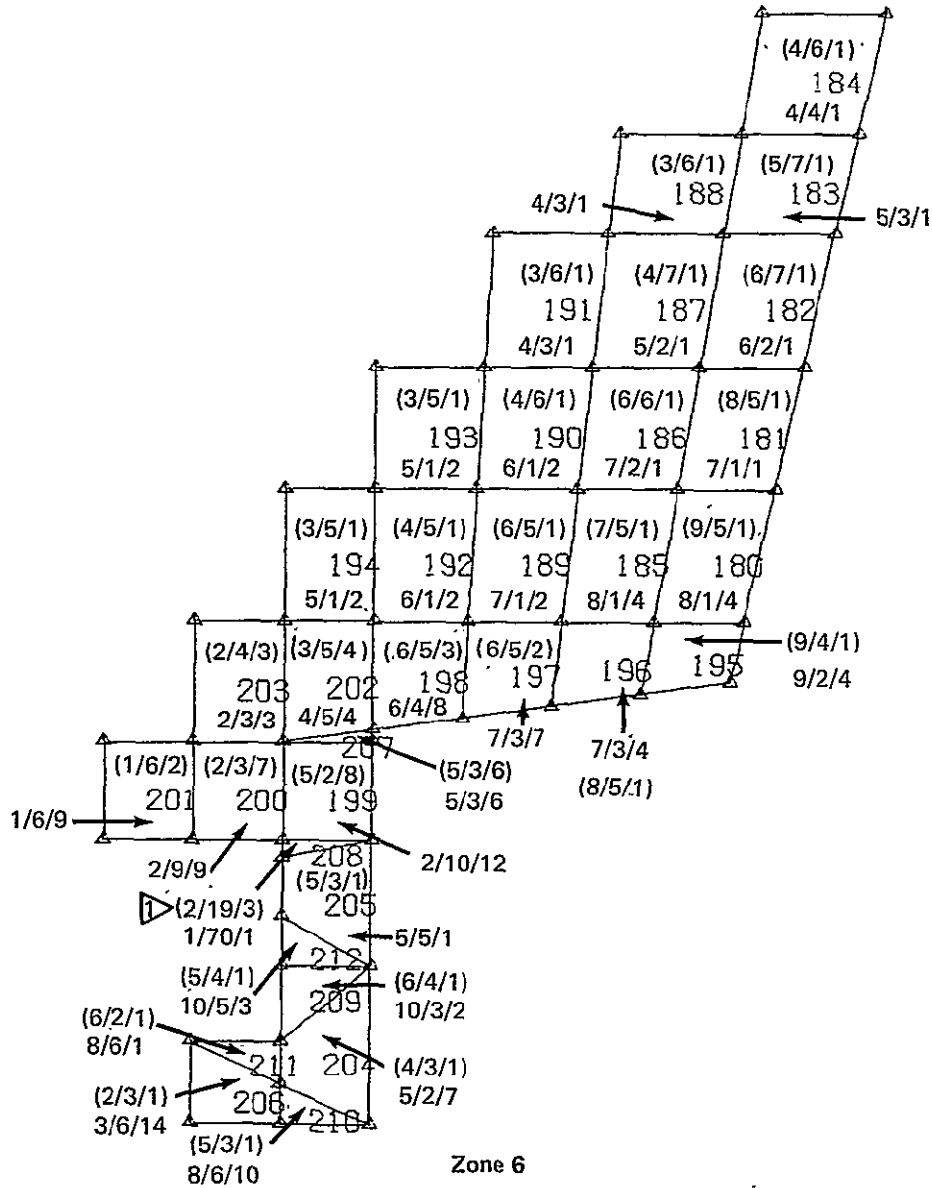 (4/6/1)
184
4/4/1
(3/6/1) (5/7/1)
188 183
4/3/1 5/3/1
(3/6/1) (4/7/1) (6/7/1)
191 187 182
4/3/1 5/2/1 6/2/1
(3/5/1) (4/6/1) (6/6/1) (8/5/1)
193 190 186 181
5/1/2 6/1/2 7/2/1 7/1/1
(3/5/1) (4/5/1) (6/5/1) (7/5/1) (9/5/1)
194 192 189 185 180
5/1/2 6/1/2 7/1/2 8/1/4 8/1/4
(2/4/3) (3/5/4) (6/5/3) (6/5/2) (9/4/1)
203 202 198 197 196 195
2/3/3 4/5/4 6/4/8 9/2/4
7/3/7 7/3/4
207
(5/3/6) (8/5/1)
5/3/6
(1/6/2) (2/3/7) (5/2/8)
201 200 199
1/6/9
2/9/9 208 2/10/12
(5/3/1)
1 (2/19/3) 205
1/70/1 5/5/1
212
(5/4/1) (6/4/1)
10/5/3 209 10/3/2
(6/2/1)
8/6/1 211 204 (4/3/1)
5/2/7
(2/3/1) 206
3/6/14 210
(5/3/1)
8/6/10
Zone 6